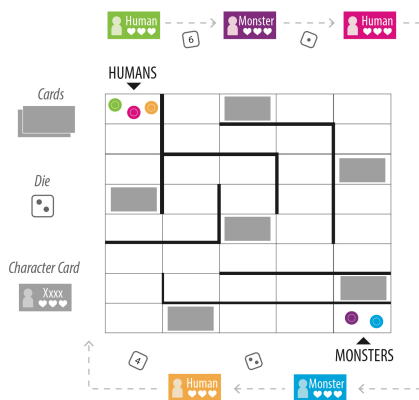 Human
Monster
Human
6
HUMANS
Cards
Die
Character Card
Xxxx
MONSTERS
4
Human
Monster